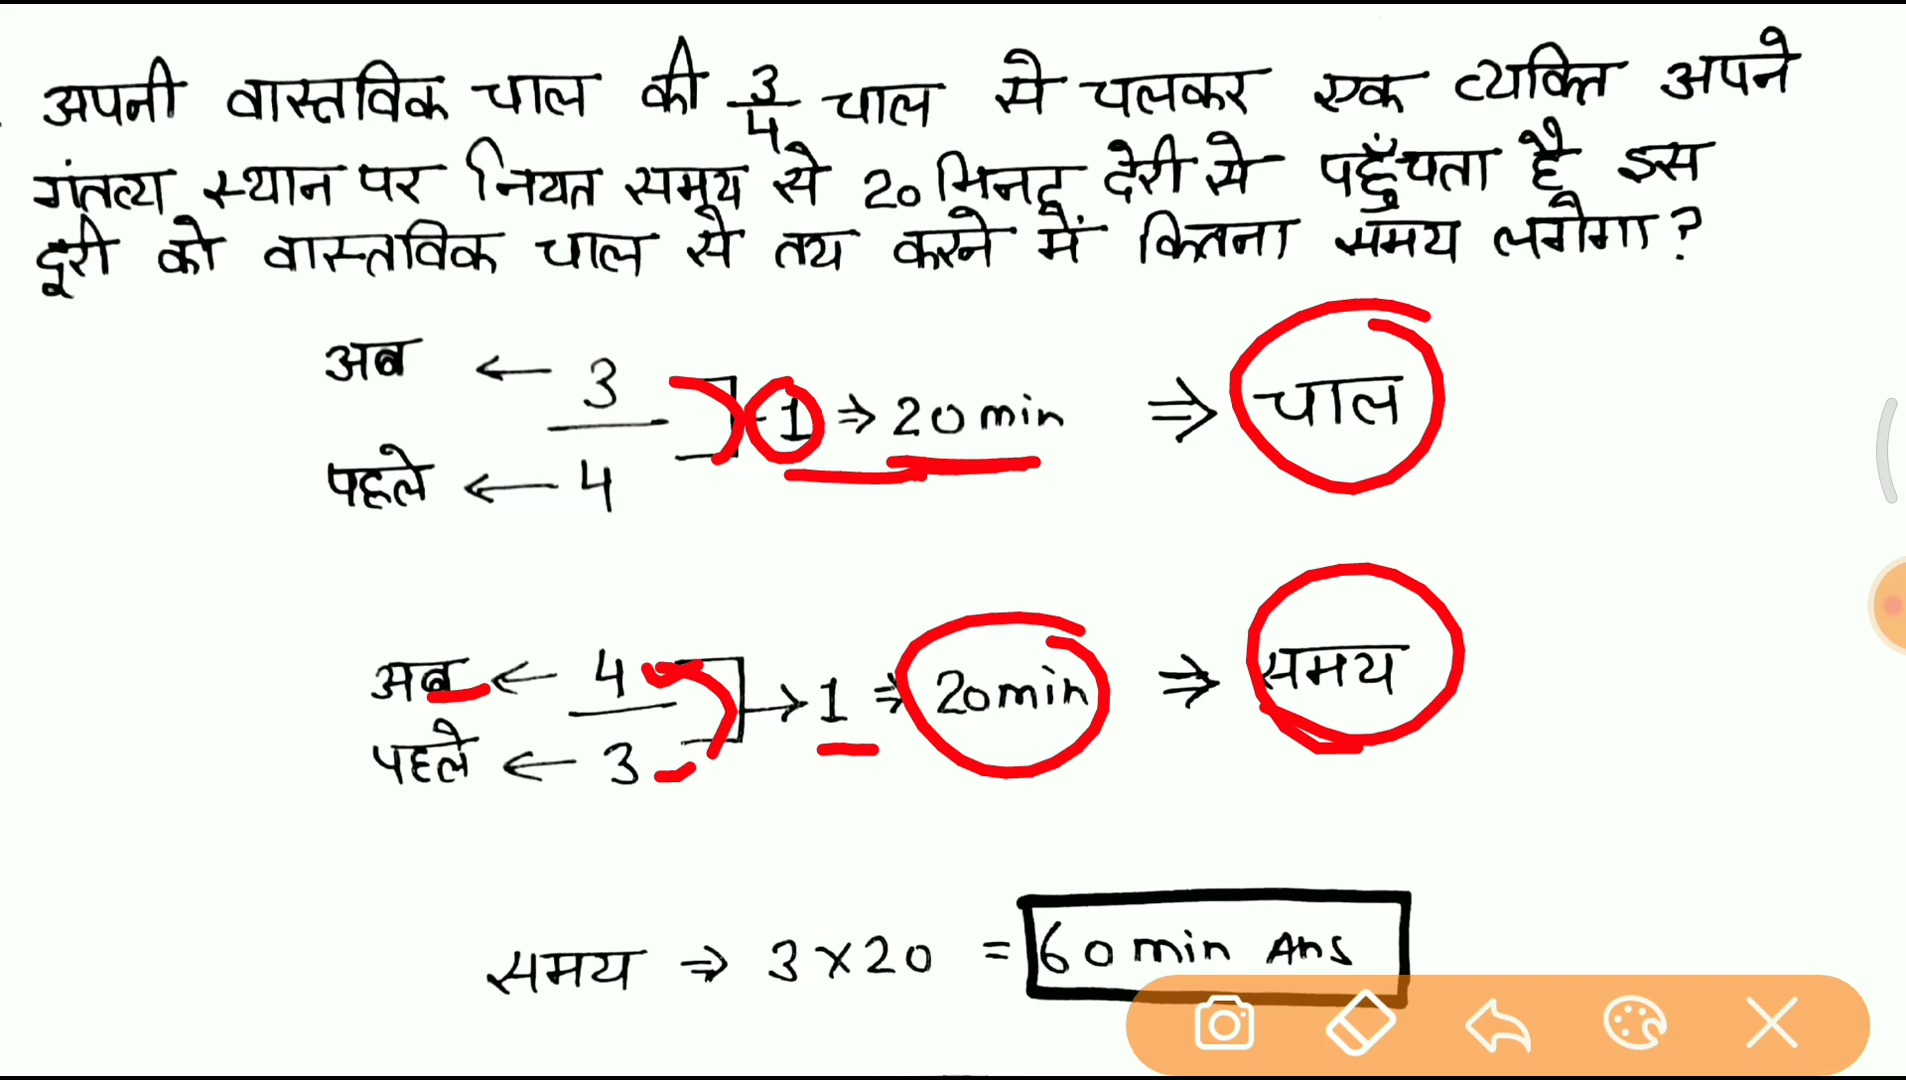 अपनी वास्तविक चाल की 3/4 चाल से चलकर एक व्यक्ति अपने
गंतव्य स्थान पर नियत समय से 20 मिनट देरी से पहुँचता है इस
दूरी को वास्तविक चाल से तय करने में कितना समय लगेगा?
अब ← 3
1 ⇒ 20 min ⇒ चाल
पहले ← 4
अब ← 4
→ 1 ⇒ 20 min ⇒ समय
पहले ← 3
समय ⇒ 3 × 20 = 60 min Ans